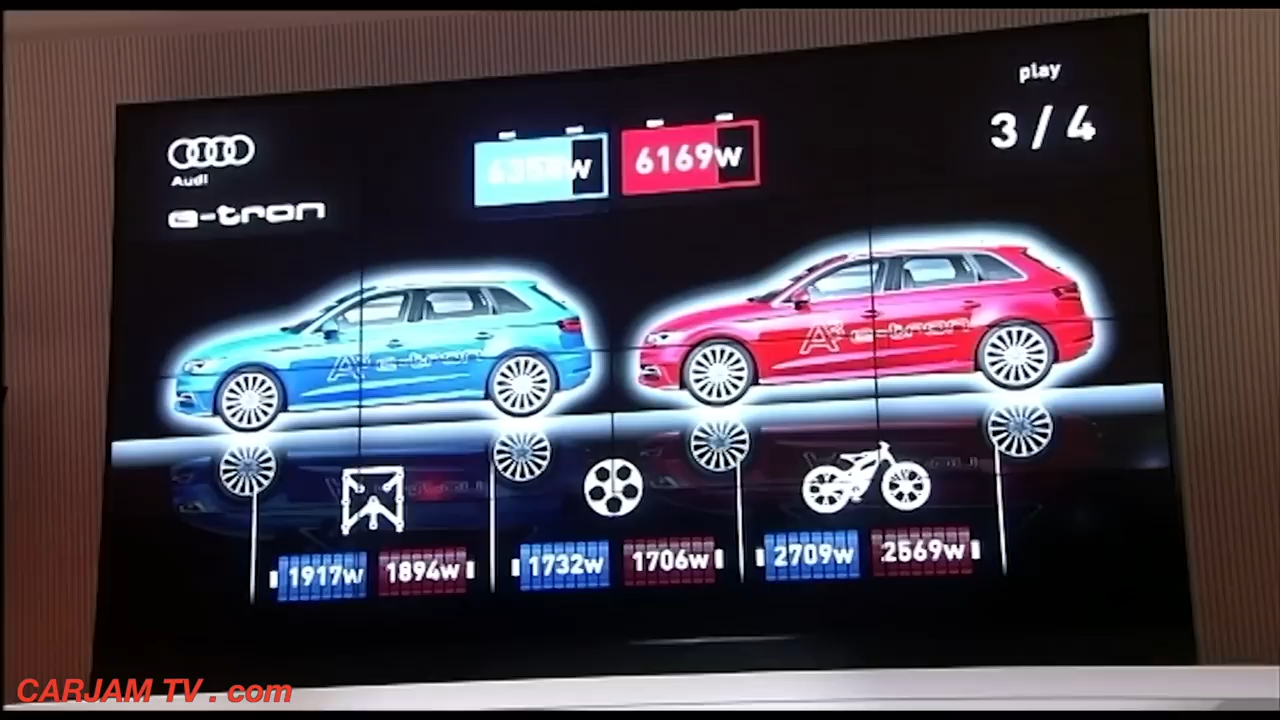 play
3 / 4
Audi
e-tron
6358w
6169w
A3 e-tron
A3 e-tron
1917w
1894w
1732w
1706w
2709w
2569w
CARJAM TV . com